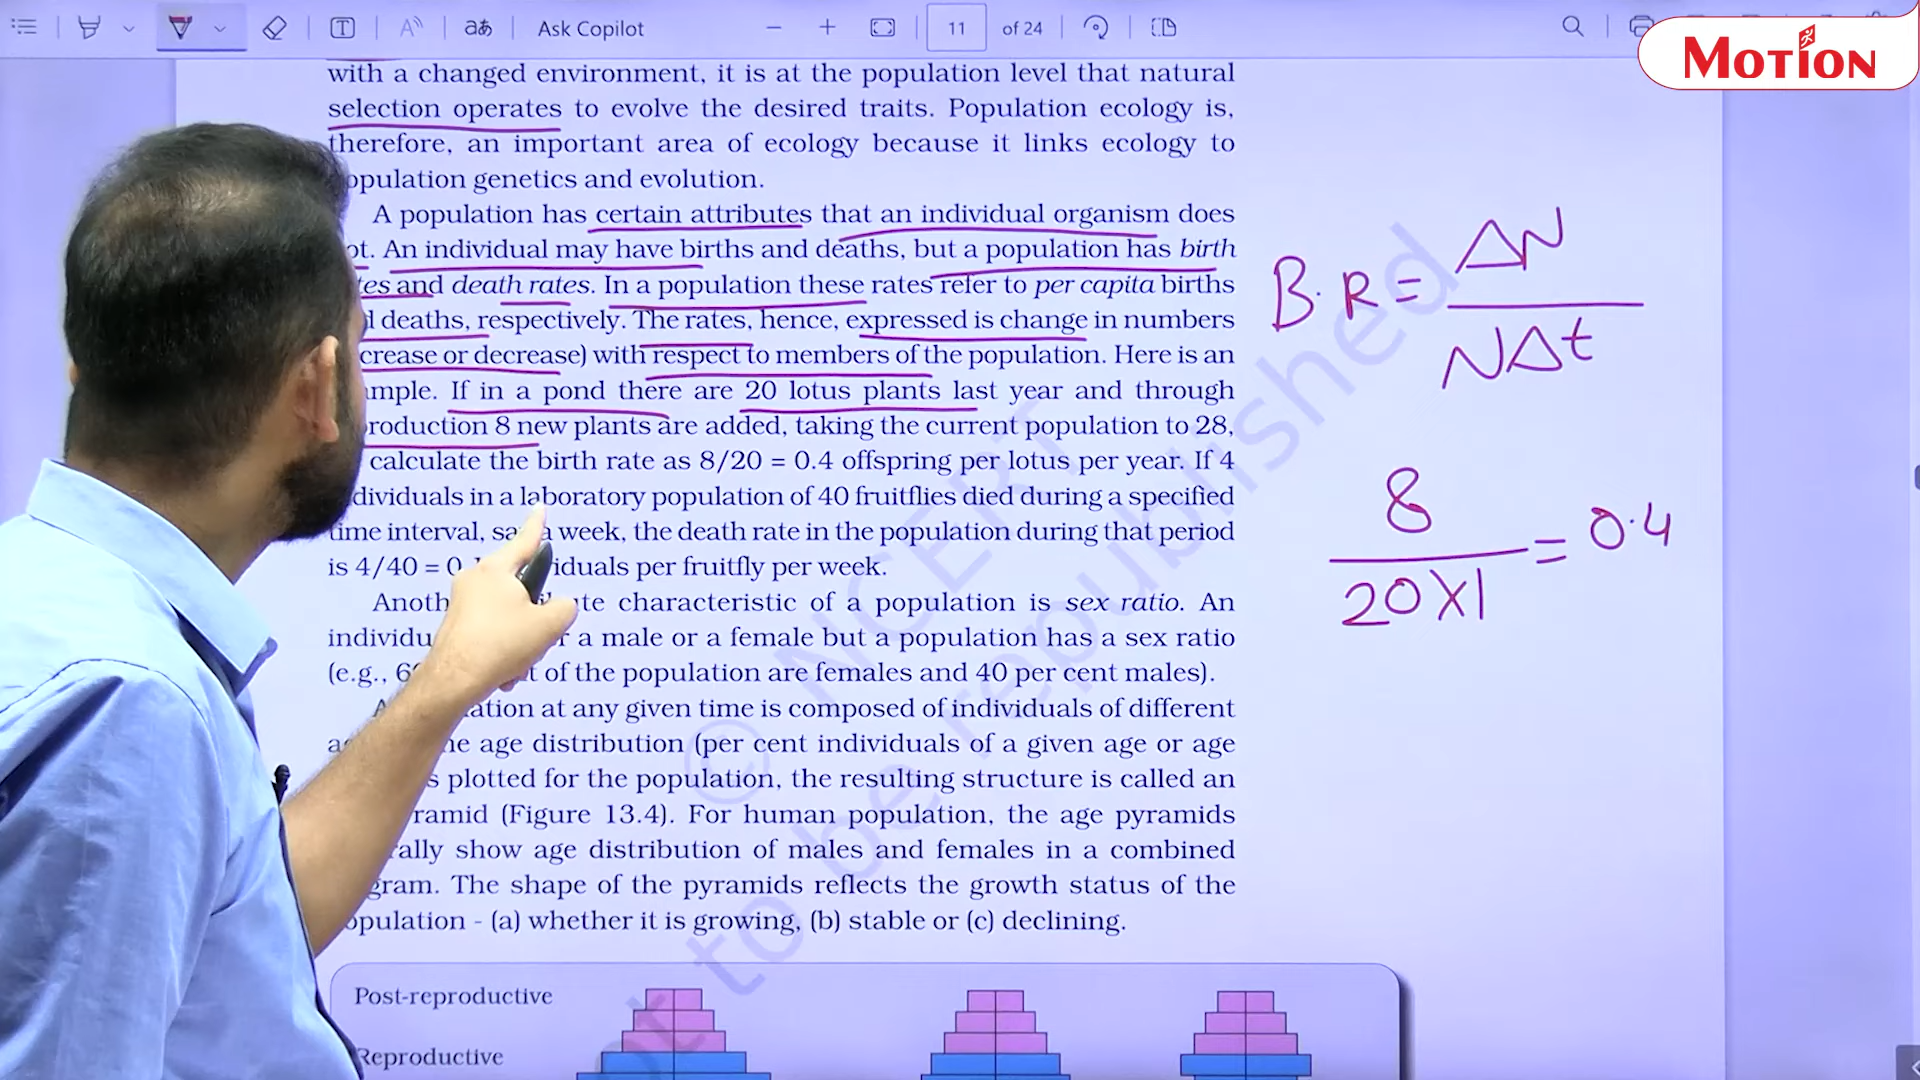 Ask Copilot
11 of 24
MOTION
with a changed environment, it is at the population level that natural
selection operates to evolve the desired traits. Population ecology is,
therefore, an important area of ecology because it links ecology to
opulation genetics and evolution.
A population has certain attributes that an individual organism does
ot. An individual may have births and deaths, but a population has birth
tes and death rates. In a population these rates refer to per capita births
d deaths, respectively. The rates, hence, expressed is change in numbers
crease or decrease) with respect to members of the population. Here is an
mple. If in a pond there are 20 lotus plants last year and through
roduction 8 new plants are added, taking the current population to 28,
calculate the birth rate as 8/20 = 0.4 offspring per lotus per year. If 4
dividuals in a laboratory population of 40 fruitflies died during a specified
time interval, say a week, the death rate in the population during that period
is 4/40 = 0. iduals per fruitfly per week.
Anoth te characteristic of a population is sex ratio. An
individu r a male or a female but a population has a sex ratio
(e.g., 6 t of the population are females and 40 per cent males).
A ation at any given time is composed of individuals of different
ag he age distribution (per cent individuals of a given age or age
s plotted for the population, the resulting structure is called an
ramid (Figure 13.4). For human population, the age pyramids
rally show age distribution of males and females in a combined
gram. The shape of the pyramids reflects the growth status of the
opulation - (a) whether it is growing, (b) stable or (c) declining.
Post-reproductive
Reproductive
B.R = ΔN
NΔt
8
20X1 = 0.4
© NCERT
not to be republished